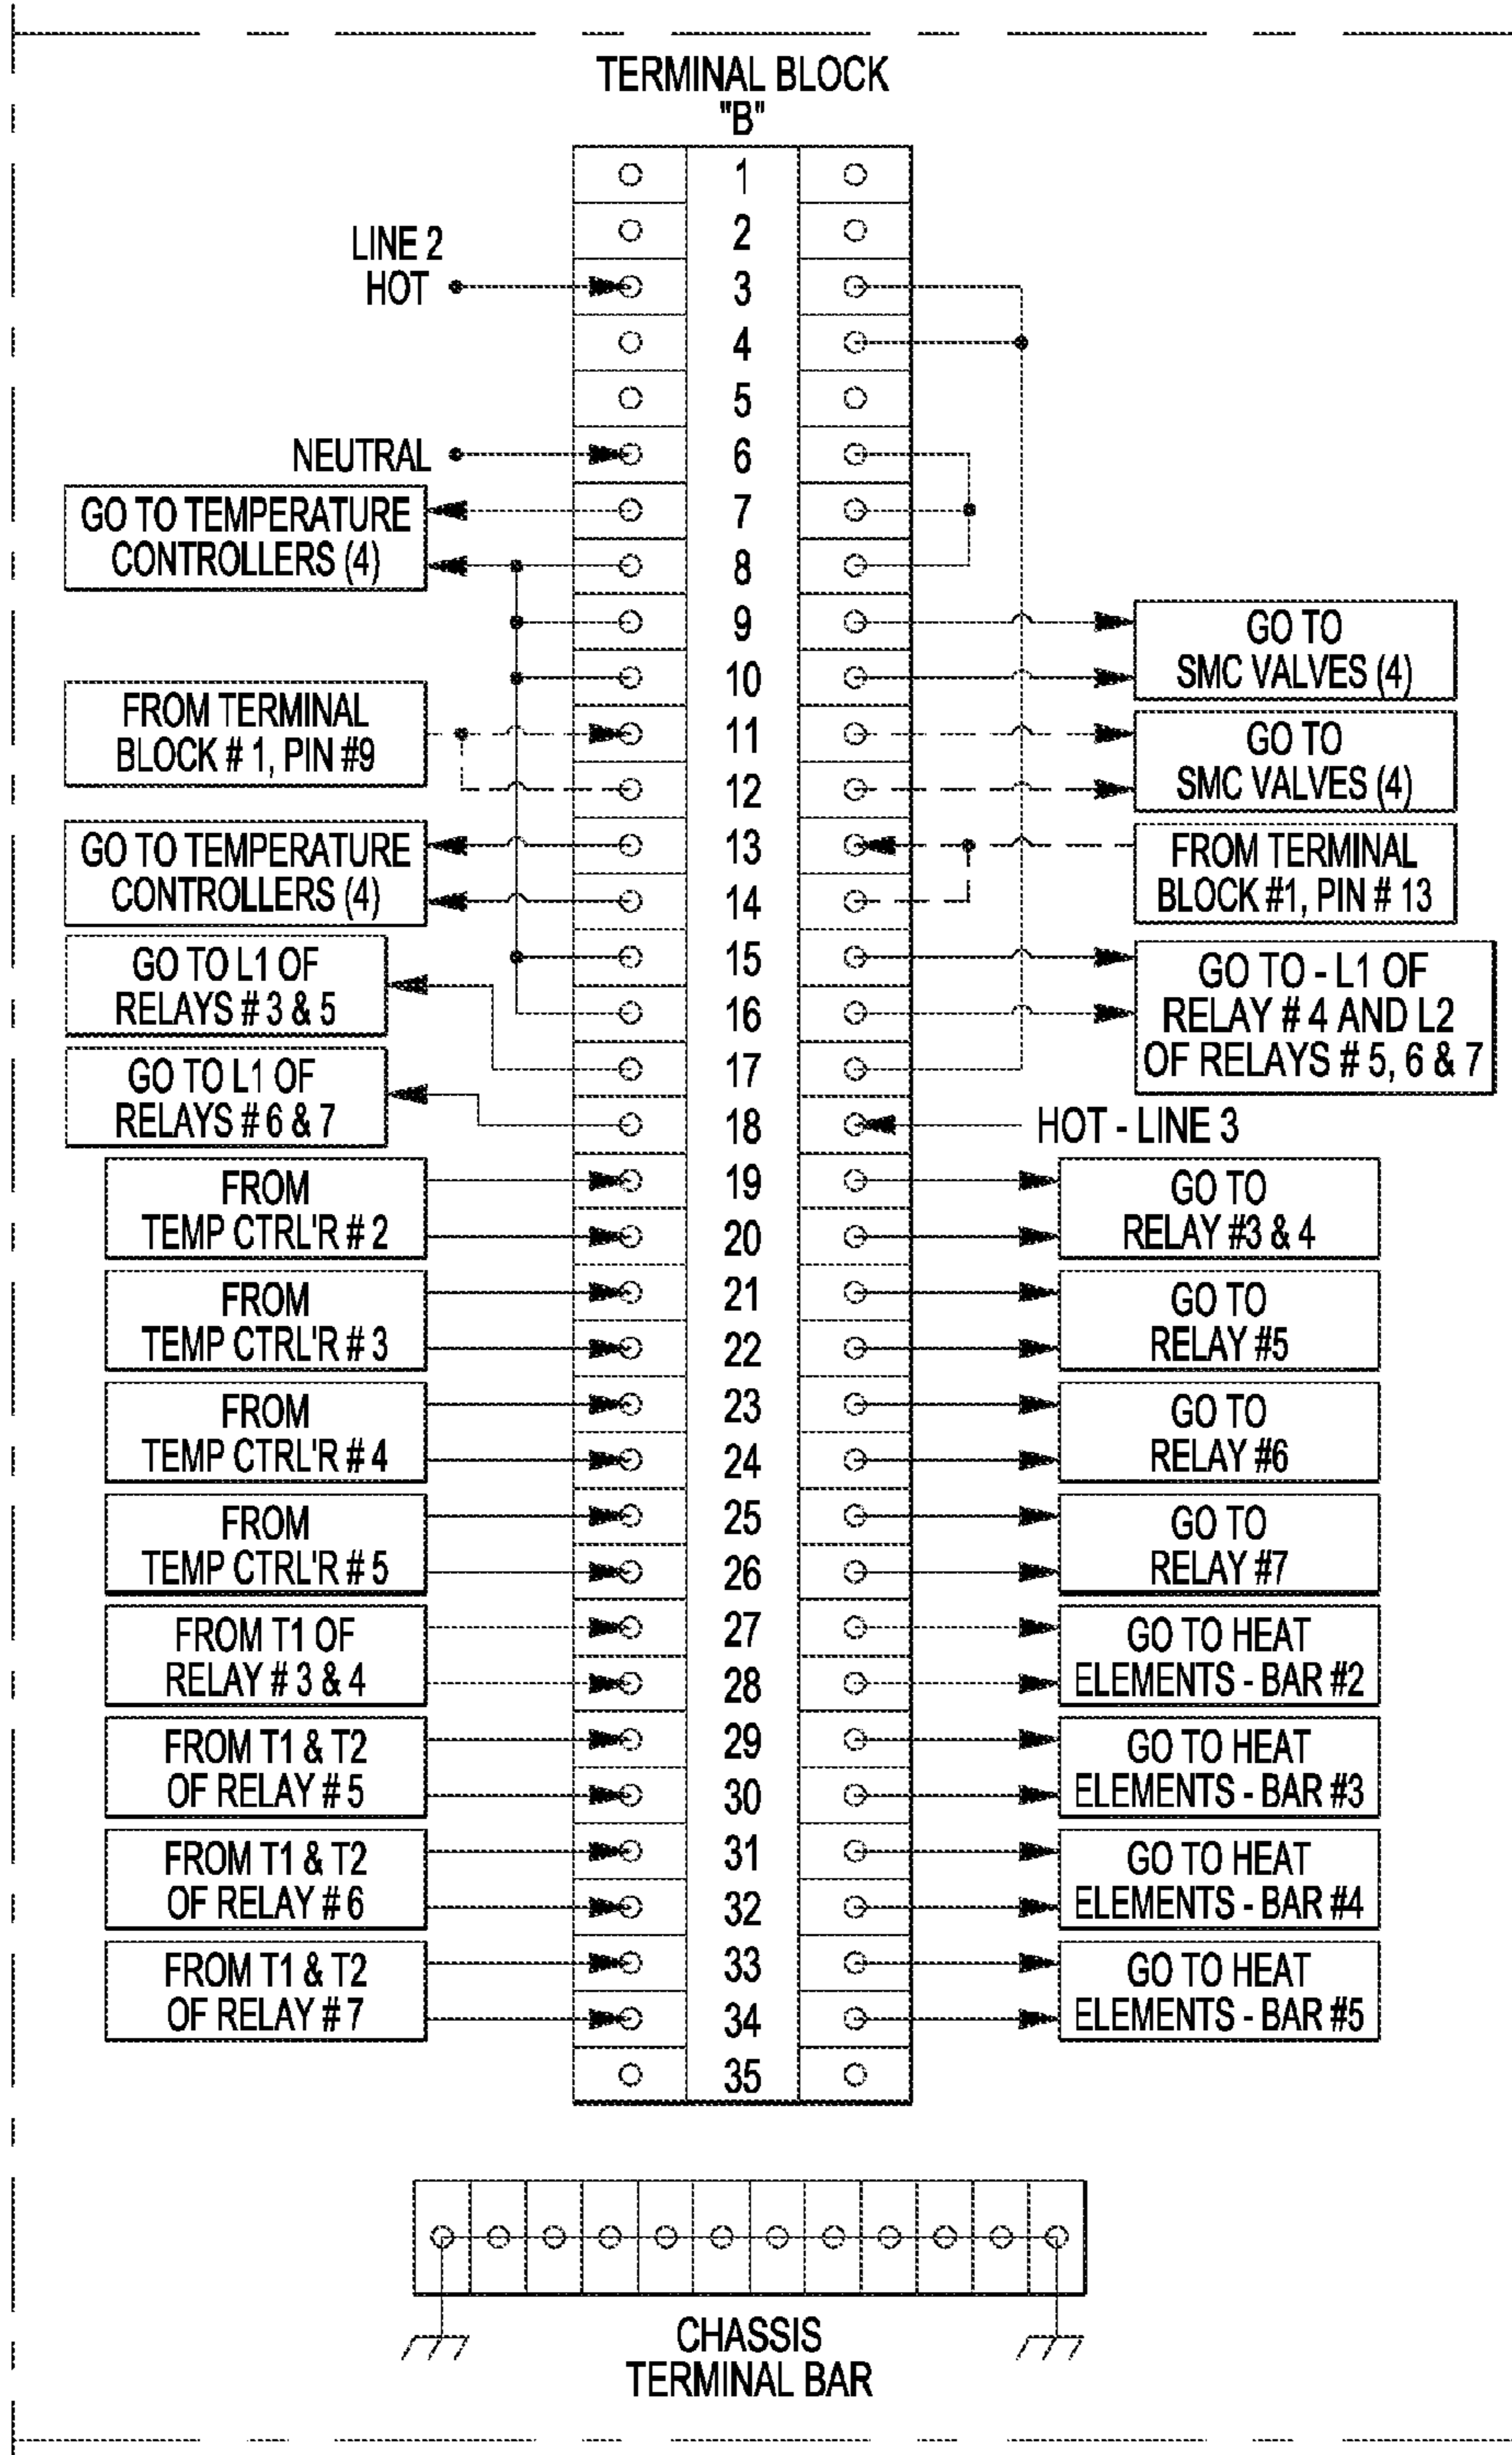 TERMINAL BLOCK
"B"
1
2
LINE 2
HOT
3
4
5
NEUTRAL
6
GO TO TEMPERATURE
CONTROLLERS (4)
7
8
9
GO TO
SMC VALVES (4)
10
FROM TERMINAL
BLOCK # 1, PIN #9
11
GO TO
SMC VALVES (4)
12
GO TO TEMPERATURE
CONTROLLERS (4)
13
FROM TERMINAL
BLOCK #1, PIN # 13
14
GO TO L1 OF
RELAYS # 3 & 5
15
GO TO - L1 OF
RELAY # 4 AND L2
OF RELAYS # 5, 6 & 7
16
GO TO L1 OF
RELAYS # 6 & 7
17
18
HOT - LINE 3
FROM
TEMP CTRL'R # 2
19
GO TO
RELAY #3 & 4
20
FROM
TEMP CTRL'R # 3
21
GO TO
RELAY #5
22
FROM
TEMP CTRL'R # 4
23
GO TO
RELAY #6
24
FROM
TEMP CTRL'R # 5
25
GO TO
RELAY #7
26
FROM T1 OF
RELAY # 3 & 4
27
GO TO HEAT
ELEMENTS - BAR #2
28
FROM T1 & T2
OF RELAY # 5
29
GO TO HEAT
ELEMENTS - BAR #3
30
FROM T1 & T2
OF RELAY # 6
31
GO TO HEAT
ELEMENTS - BAR #4
32
FROM T1 & T2
OF RELAY # 7
33
GO TO HEAT
ELEMENTS - BAR #5
34
35
CHASSIS
TERMINAL BAR